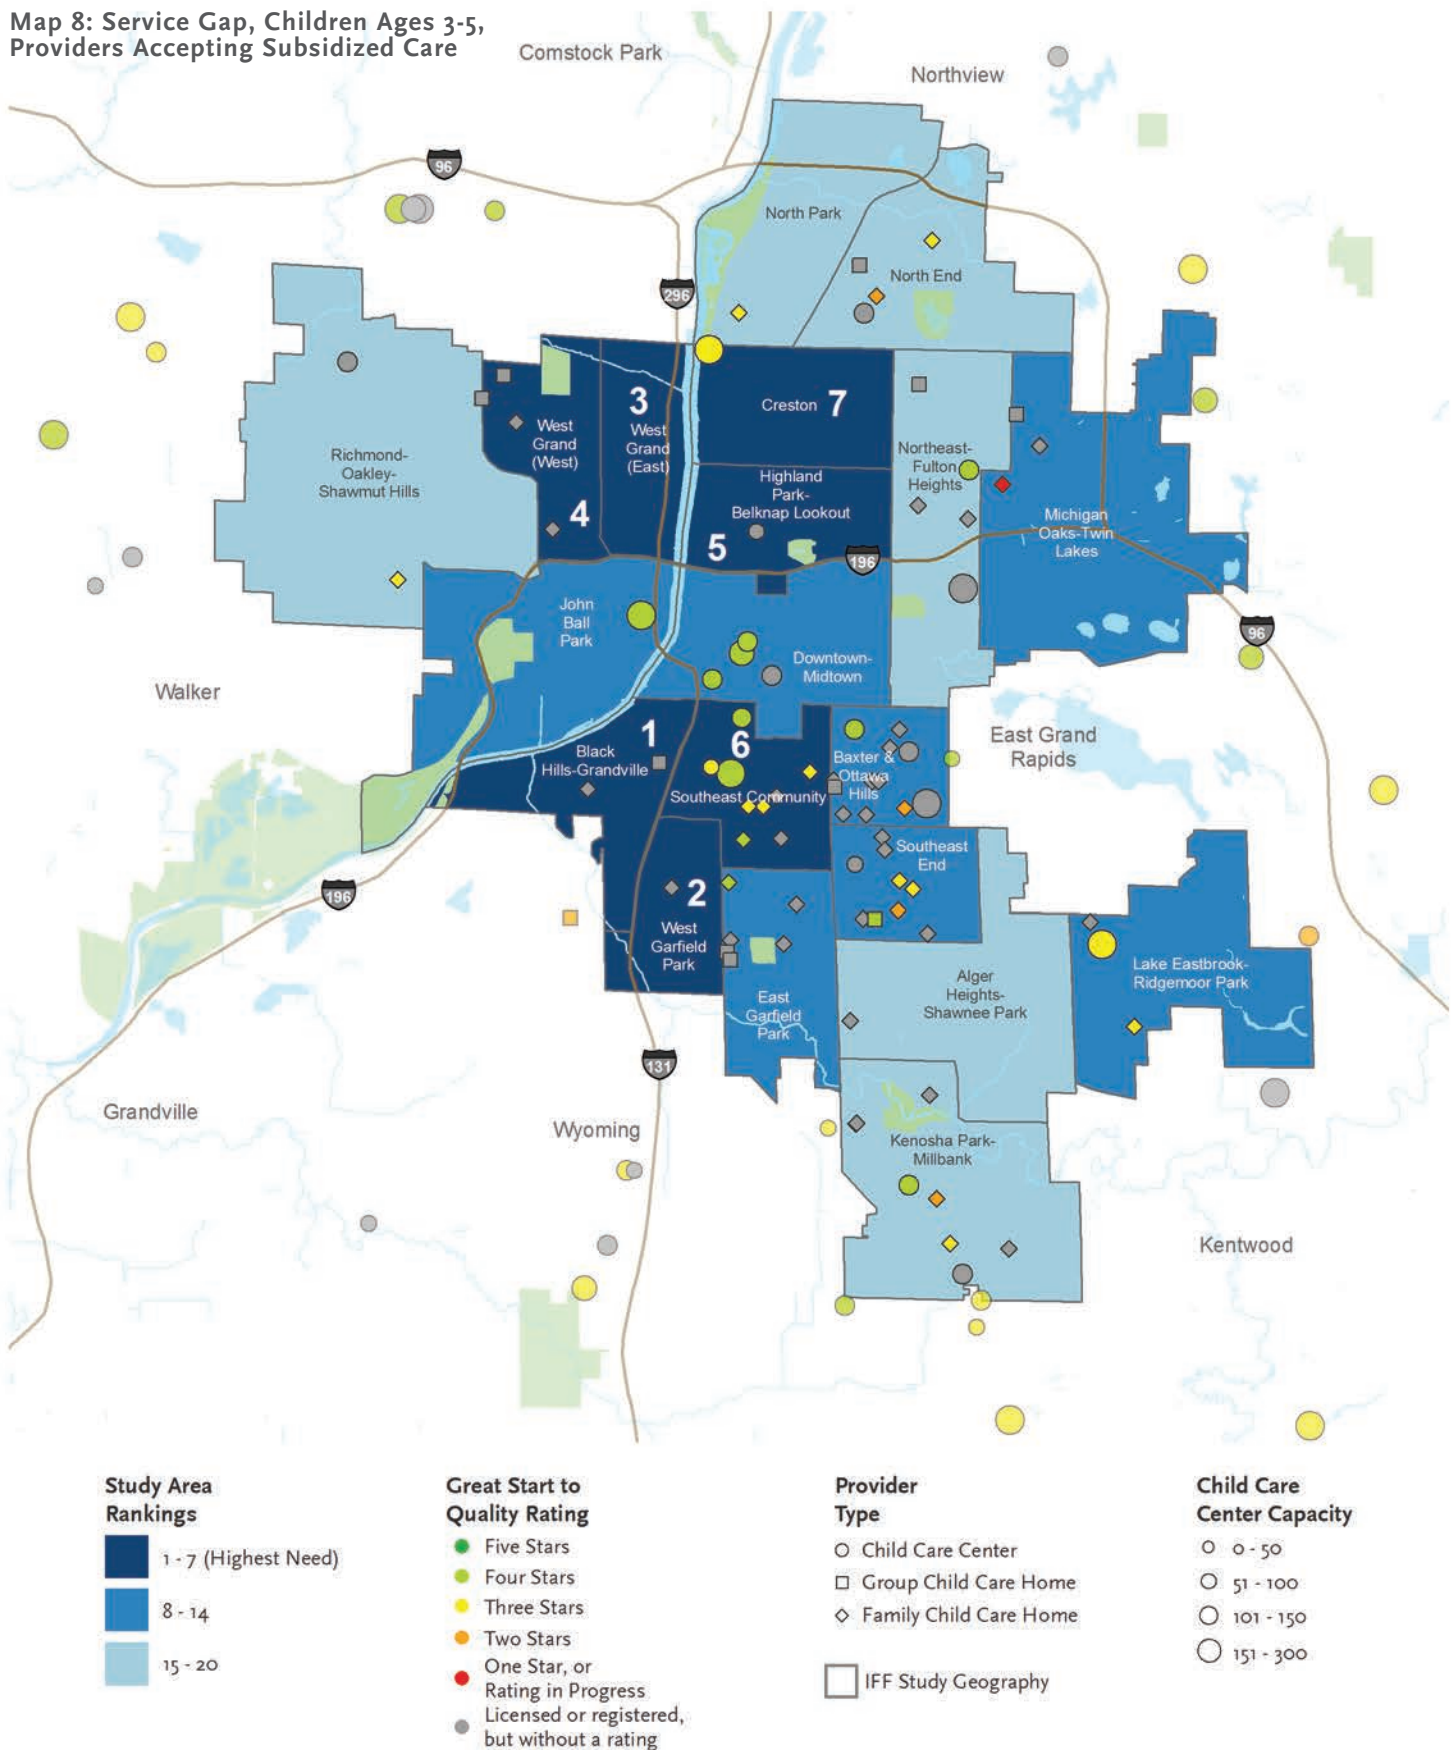 Map 8: Service Gap, Children Ages 3-5,
Providers Accepting Subsidized Care
Comstock Park
Northview
96
North Park
North End
296
3
West
Grand
(East)
Creston 7
West
Grand
(West)
4
Richmond-
Oakley-
Shawmut Hills
Northeast-
Fulton
Heights
Highland
Park-
Belknap Lookout
5
196
Michigan
Oaks-Twin
Lakes
John
Ball
Park
96
Downtown-
Midtown
Walker
1
Black
Hills-Grandville
6
Southeast Community
Baxter &
Ottawa
Hills
East Grand
Rapids
Southeast
End
196
2
West
Garfield
Park
Lake Eastbrook-
Ridgemoor Park
Alger
Heights-
Shawnee Park
East
Garfield
Park
131
Grandville
Wyoming
Kenosha Park-
Millbank
Kentwood
Study Area
Rankings
1 - 7 (Highest Need)
8 - 14
15 - 20
Great Start to
Quality Rating
Five Stars
Four Stars
Three Stars
Two Stars
One Star, or
Rating in Progress
Licensed or registered,
but without a rating
Provider
Type
Child Care Center
Group Child Care Home
Family Child Care Home
IFF Study Geography
Child Care
Center Capacity
0 - 50
51 - 100
101 - 150
151 - 300